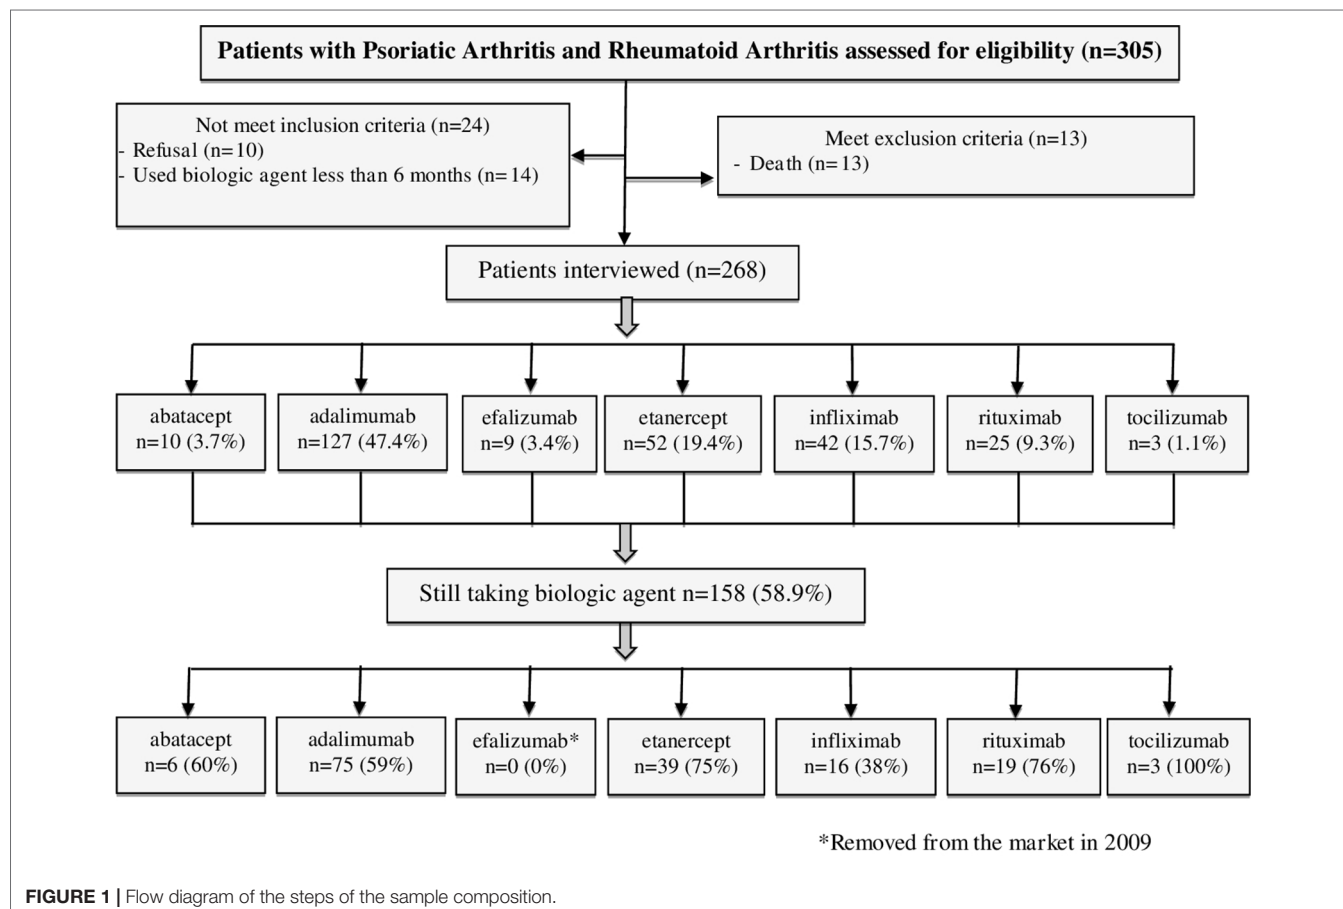 Patients with Psoriatic Arthritis and Rheumatoid Arthritis assessed for eligibility (n=305)
Not meet inclusion criteria (n=24)
- Refusal (n=10)
- Used biologic agent less than 6 months (n=14)
Meet exclusion criteria (n=13)
- Death (n=13)
Patients interviewed (n=268)
abatacept
n=10 (3.7%)
adalimumab
n=127 (47.4%)
efalizumab
n=9 (3.4%)
etanercept
n=52 (19.4%)
infliximab
n=42 (15.7%)
rituximab
n=25 (9.3%)
tocilizumab
n=3 (1.1%)
Still taking biologic agent n=158 (58.9%)
abatacept
n=6 (60%)
adalimumab
n=75 (59%)
efalizumab*
n=0 (0%)
etanercept
n=39 (75%)
infliximab
n=16 (38%)
rituximab
n=19 (76%)
tocilizumab
n=3 (100%)
*Removed from the market in 2009
FIGURE 1 | Flow diagram of the steps of the sample composition.